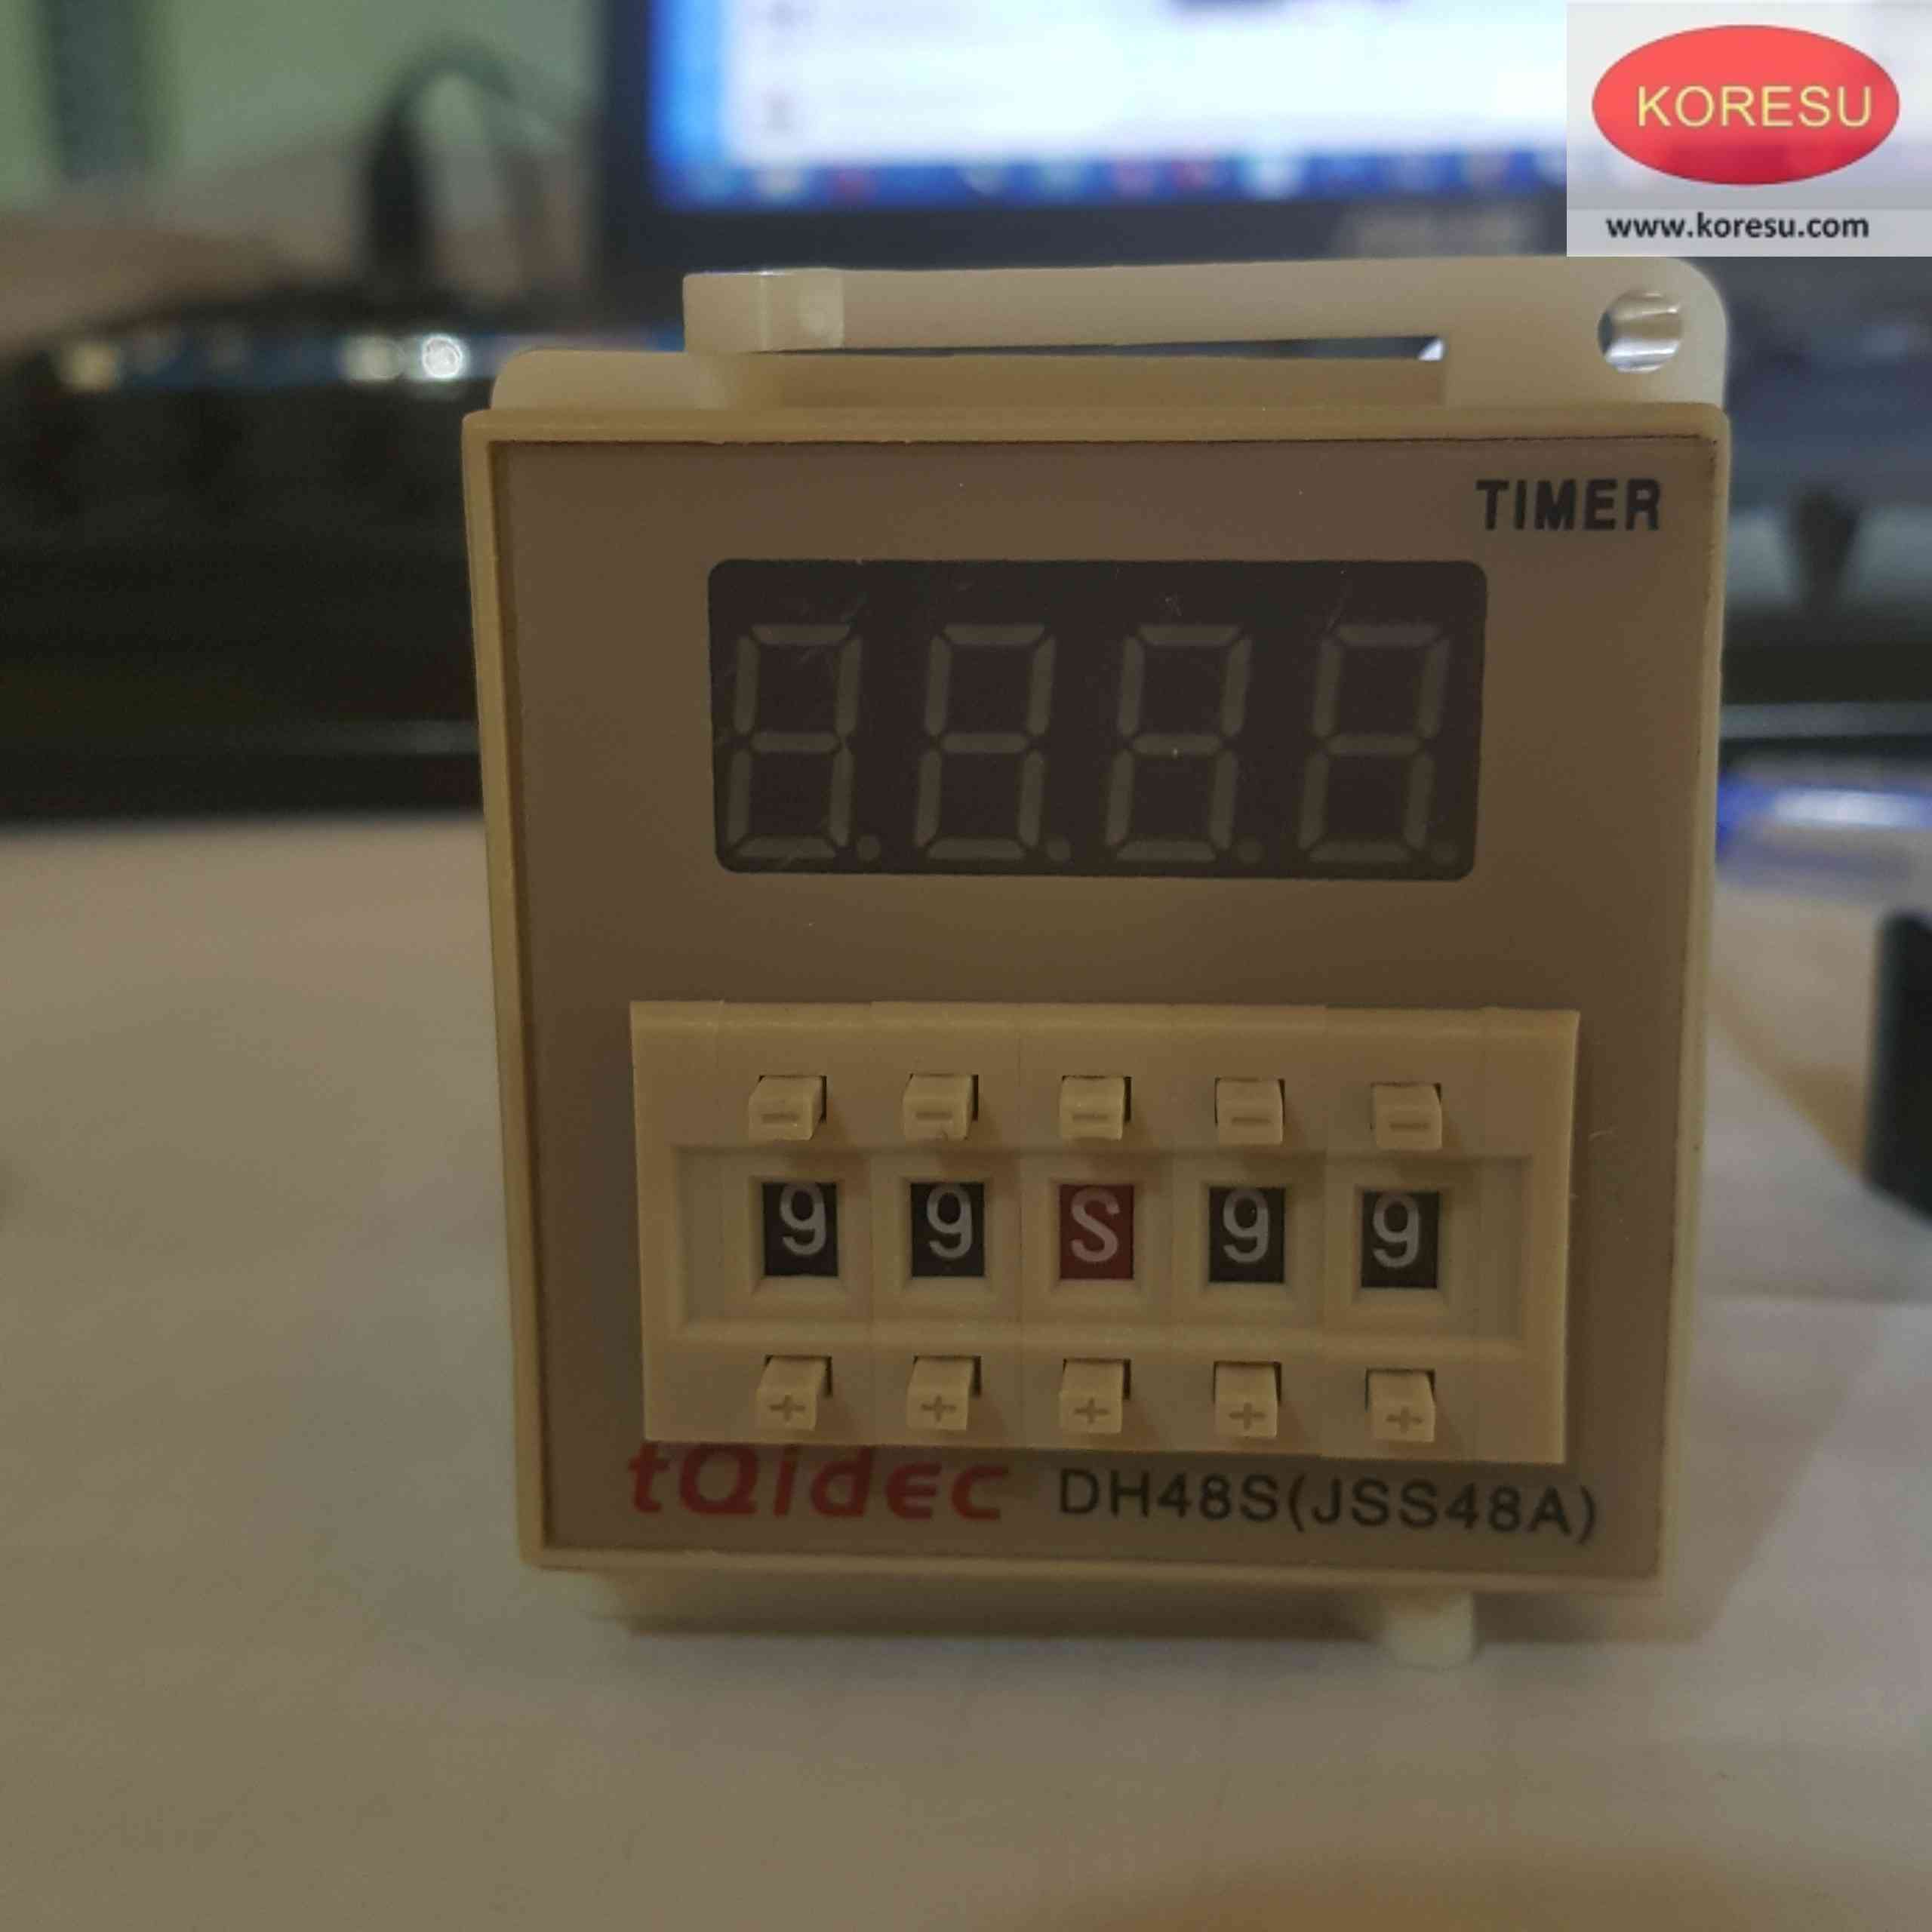 KORESU
www.koresu.com
TIMER
- - - - -
9 9 S 9 9
+ + + + +
tQidec DH48S(JSS48A)